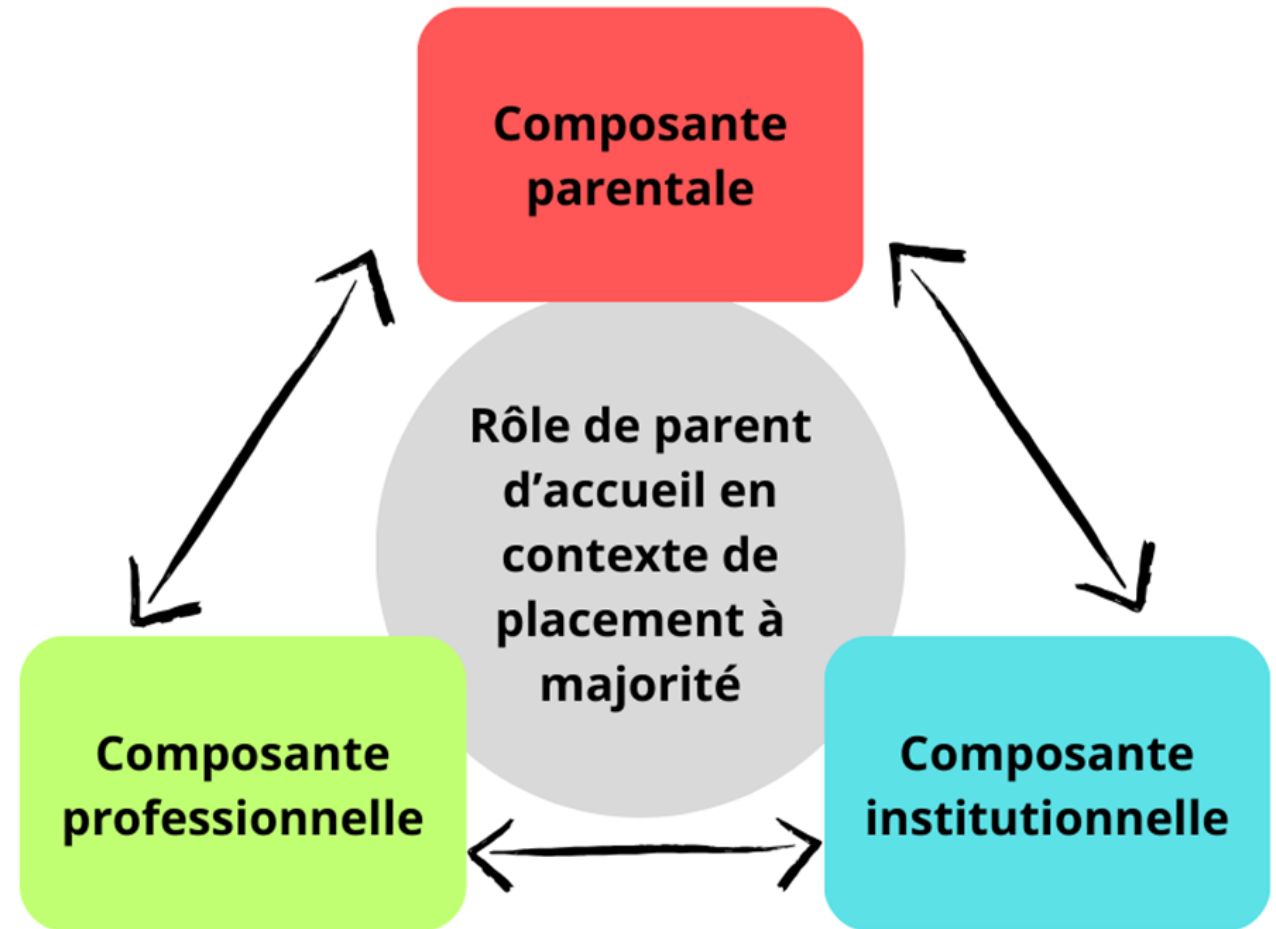 Composante
parentale
Rôle de parent
d’accueil en
contexte de
placement à
majorité
Composante
professionnelle
Composante
institutionnelle